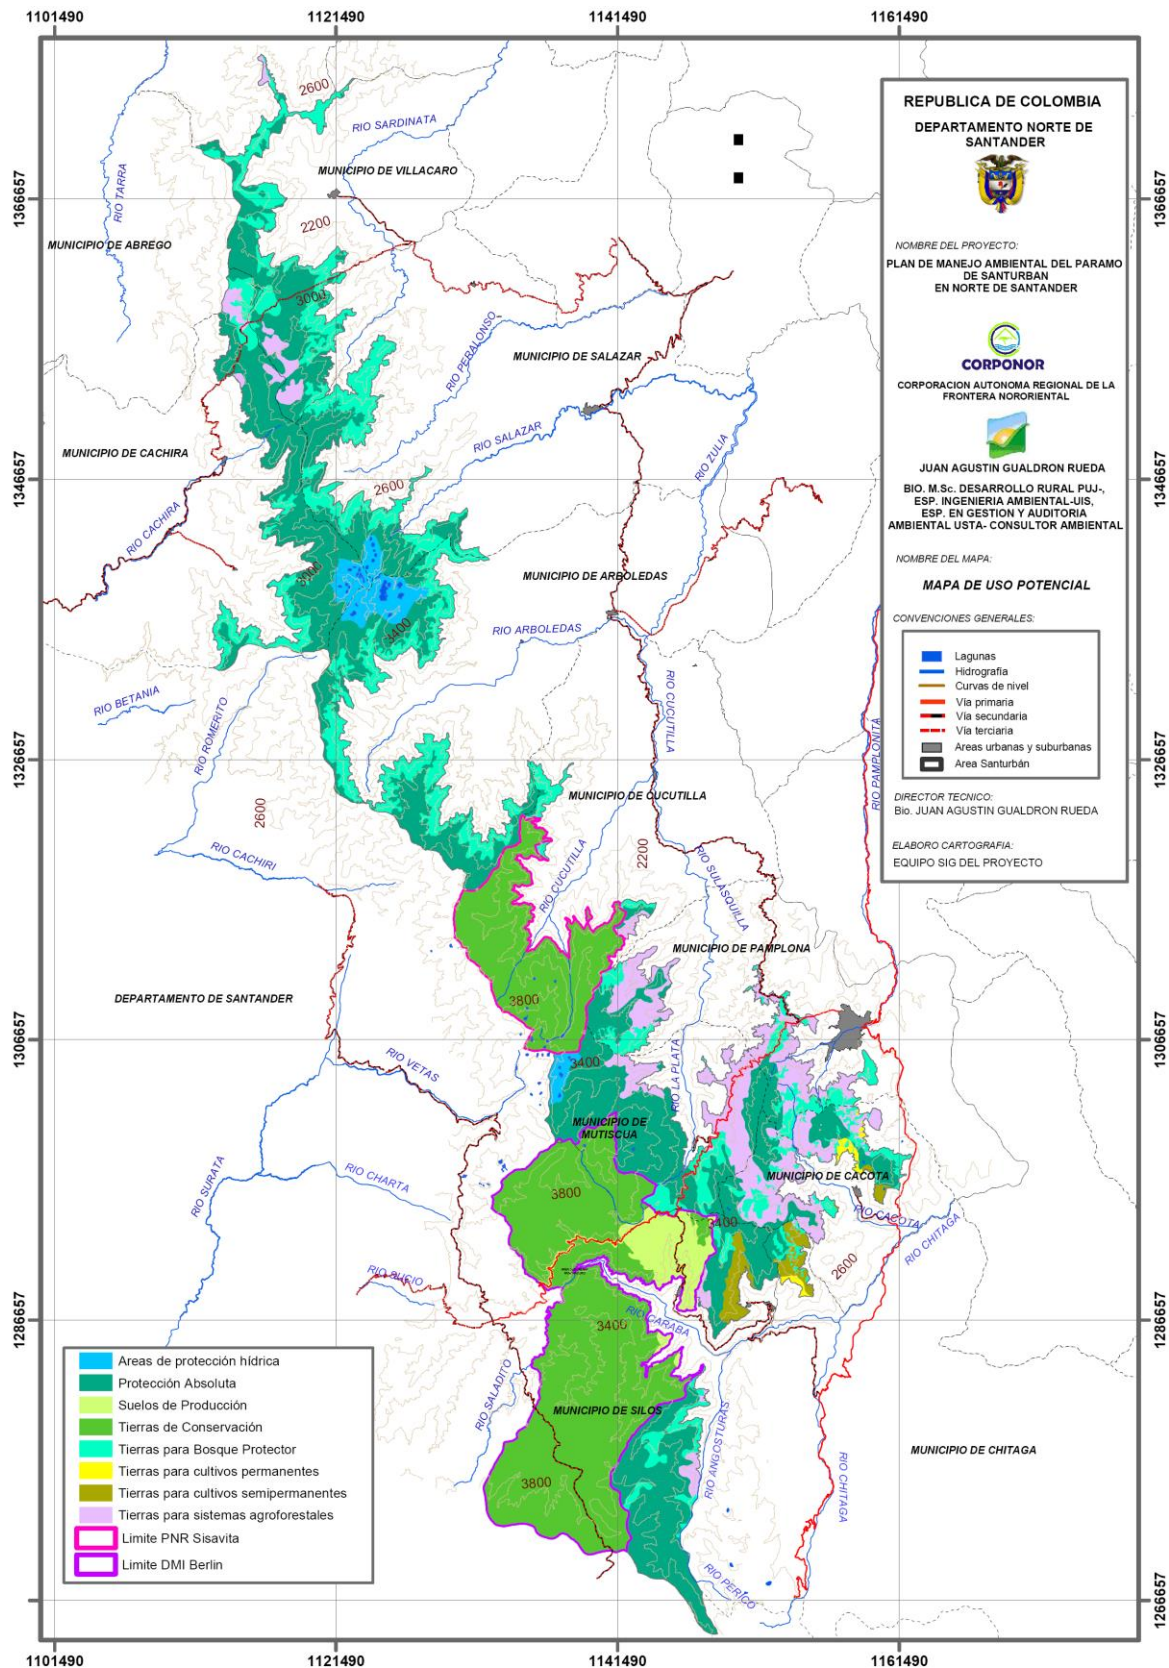 1101490
1121490
1141490
1161490
1366657
1346657
1326657
1306657
1286657
1366657
1346657
1326657
1306657
1286657
1266657
2600
RIO SARDINATA
MUNICIPIO DE VILLACARO
RIO TARRA
2200
MUNICIPIO DE ABREGO
3000
RIO PERALONSO
MUNICIPIO DE SALAZAR
RIO SALAZAR
RIO ZULIA
MUNICIPIO DE CACHIRA
2600
RIO CACHIRA
3000
MUNICIPIO DE ARBOLEDAS
3400
RIO ARBOLEDAS
RIO BETANIA
RIO ROMERITO
RIO CUCUTILLA
RIO PAMPLONITA
MUNICIPIO DE CUCUTILLA
2600
RIO CACHIRI
RIO CUCUTILLA
2200
RIO SULASQUILLA
MUNICIPIO DE PAMPLONA
DEPARTAMENTO DE SANTANDER
3800
RIO VETAS
3400
RIO LA PLATA
MUNICIPIO DE
MUTISCUA
RIO SURATA
RIO CHARTA
3800
MUNICIPIO DE CACOTA
RIO CACOTA
3400
RIO CHITAGA
2600
RIO SUCIO
RIO CARABA
3400
RIO SALADITO
MUNICIPIO DE SILOS
RIO ANGOSTURAS
MUNICIPIO DE CHITAGA
3800
RIO CHITAGA
RIO PERICO
REPUBLICA DE COLOMBIA
DEPARTAMENTO NORTE DE
SANTANDER
NOMBRE DEL PROYECTO:
PLAN DE MANEJO AMBIENTAL DEL PARAMO
DE SANTURBAN
EN NORTE DE SANTANDER
CORPONOR
CORPORACION AUTONOMA REGIONAL DE LA
FRONTERA NORORIENTAL
JUAN AGUSTIN GUALDRON RUEDA
BIO. M.Sc. DESARROLLO RURAL PUJ-,
ESP. INGENIERIA AMBIENTAL-UIS,
ESP. EN GESTION Y AUDITORIA
AMBIENTAL USTA- CONSULTOR AMBIENTAL
NOMBRE DEL MAPA:
MAPA DE USO POTENCIAL
CONVENCIONES GENERALES:
Lagunas
Hidrografia
Curvas de nivel
Via primaria
Via secundaria
Via terciaria
Areas urbanas y suburbanas
Area Santurbán
DIRECTOR TECNICO:
Bio. JUAN AGUSTIN GUALDRON RUEDA
ELABORO CARTOGRAFIA:
EQUIPO SIG DEL PROYECTO
Areas de protección hídrica
Protección Absoluta
Suelos de Producción
Tierras de Conservación
Tierras para Bosque Protector
Tierras para cultivos permanentes
Tierras para cultivos semipermanentes
Tierras para sistemas agroforestales
Limite PNR Sisavita
Limite DMI Berlin
1101490
1121490
1141490
1161490